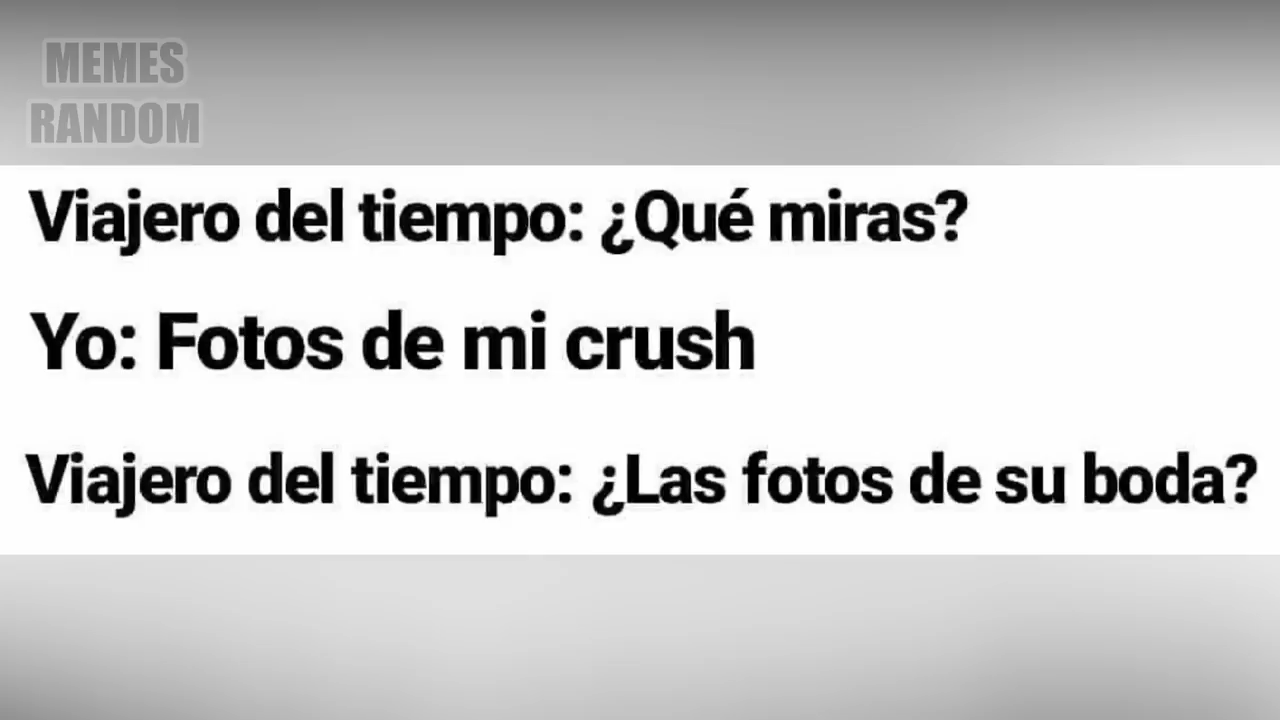 MEMES
RANDOM
Viajero del tiempo: ¿Qué miras?
Yo: Fotos de mi crush
Viajero del tiempo: ¿Las fotos de su boda?